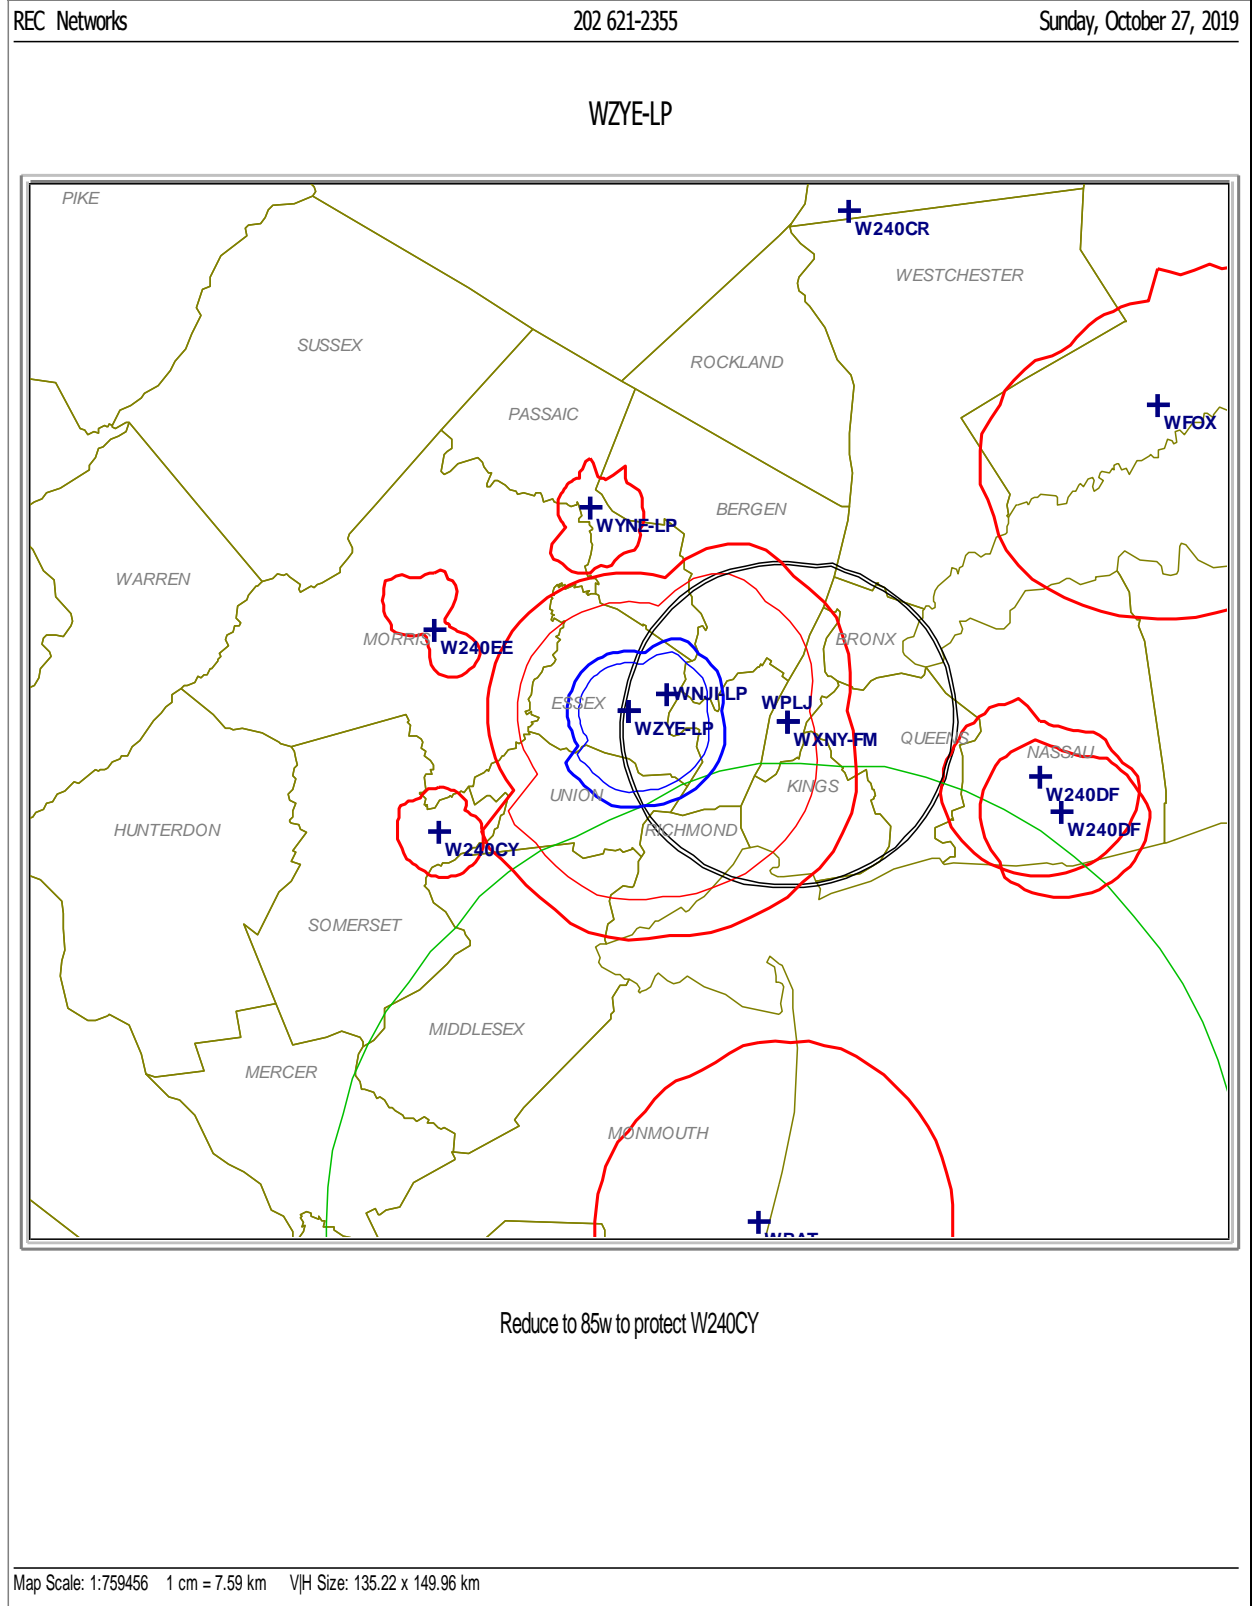 REC Networks 202 621-2355 Sunday, October 27, 2019
WZYE-LP
PIKE
W240CR
WESTCHESTER
SUSSEX
ROCKLAND
PASSAIC
WFOX
BERGEN
WYNE-LP
WARREN
MORRIS
BRONX
W240EE
WNJI-LP
ESSEX
WPLJ
WZYE-LP
WXNY-FM
QUEENS
NASSAU
KINGS
UNION
W240DF
HUNTERDON
RICHMOND
W240DF
W240CY
SOMERSET
MIDDLESEX
MERCER
MONMOUTH
Reduce to 85w to protect W240CY
Map Scale: 1:759456 1 cm = 7.59 km V|H Size: 135.22 x 149.96 km